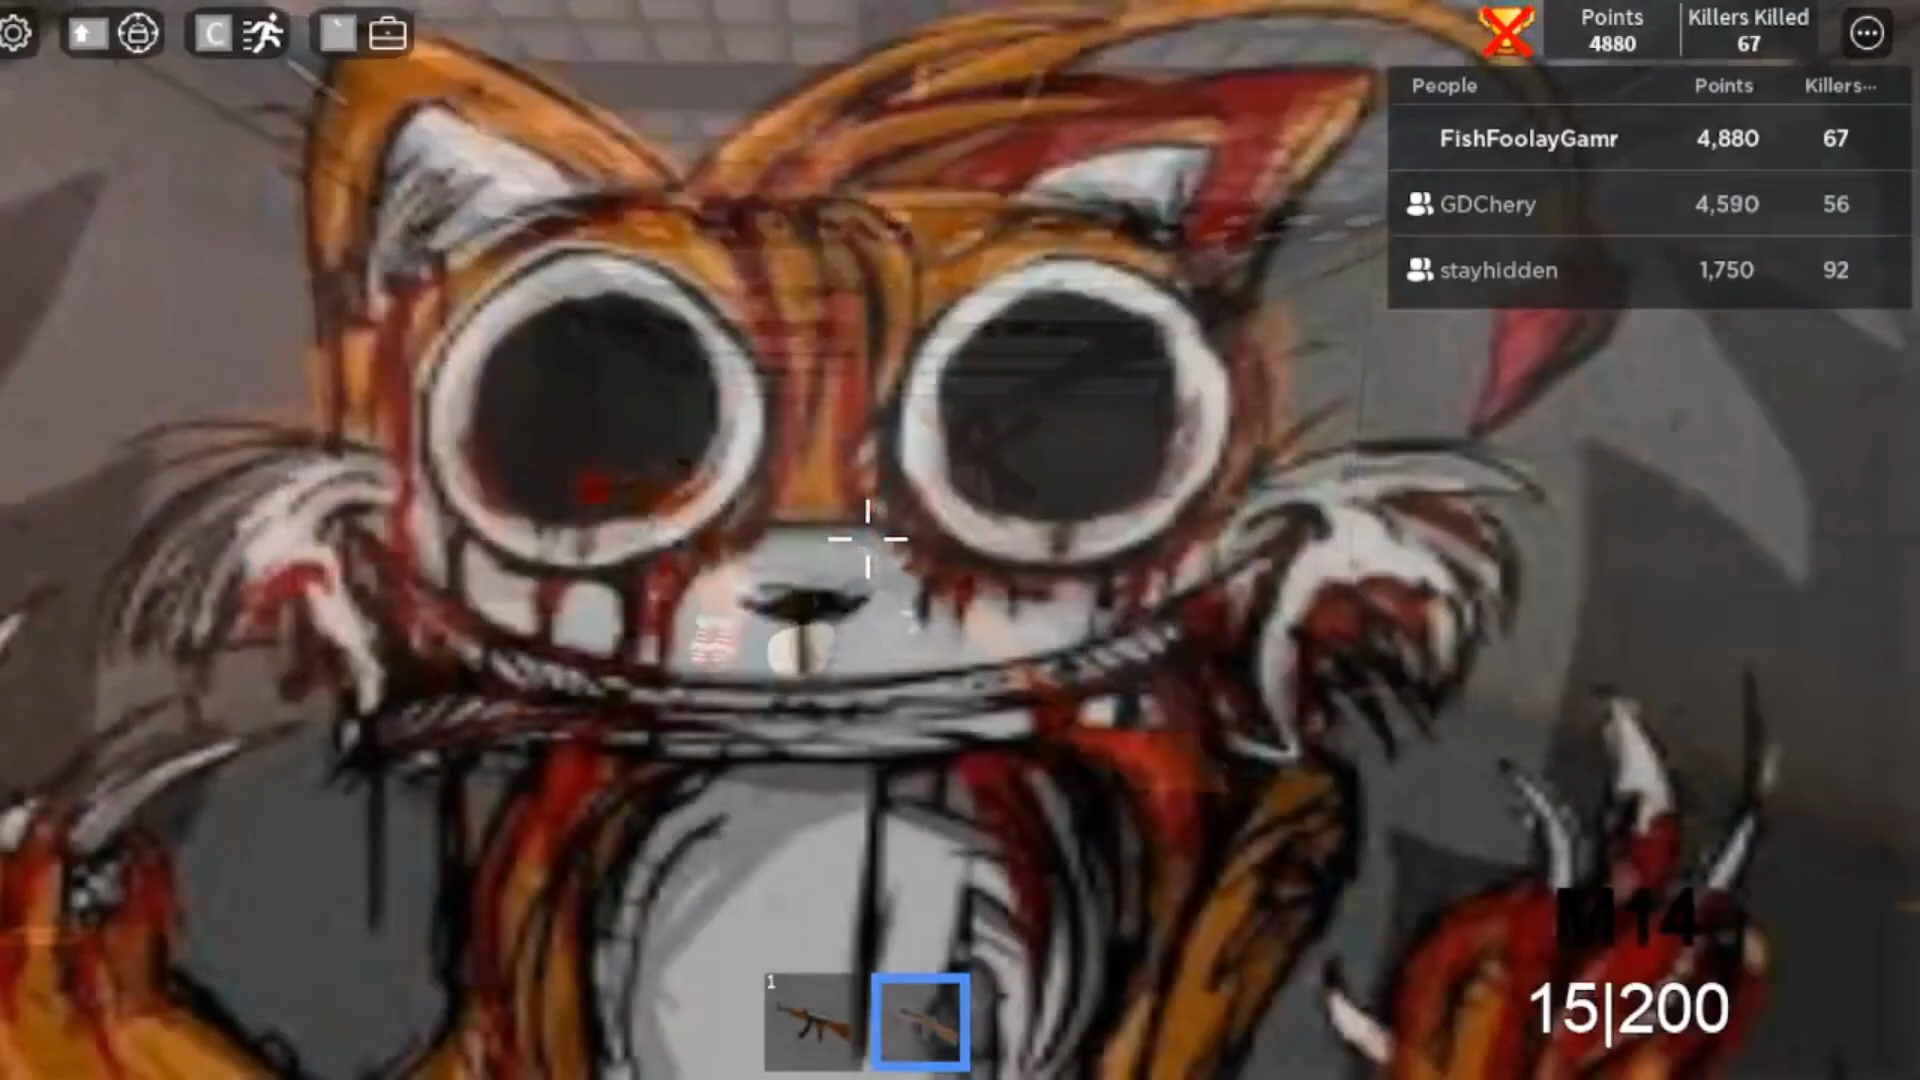 C
`
Points
4880
Killers Killed
67
People Points Killers...
FishFoolayGamr 4,880 67
GDChery 4,590 56
stayhidden 1,750 92
M14
15|200
1